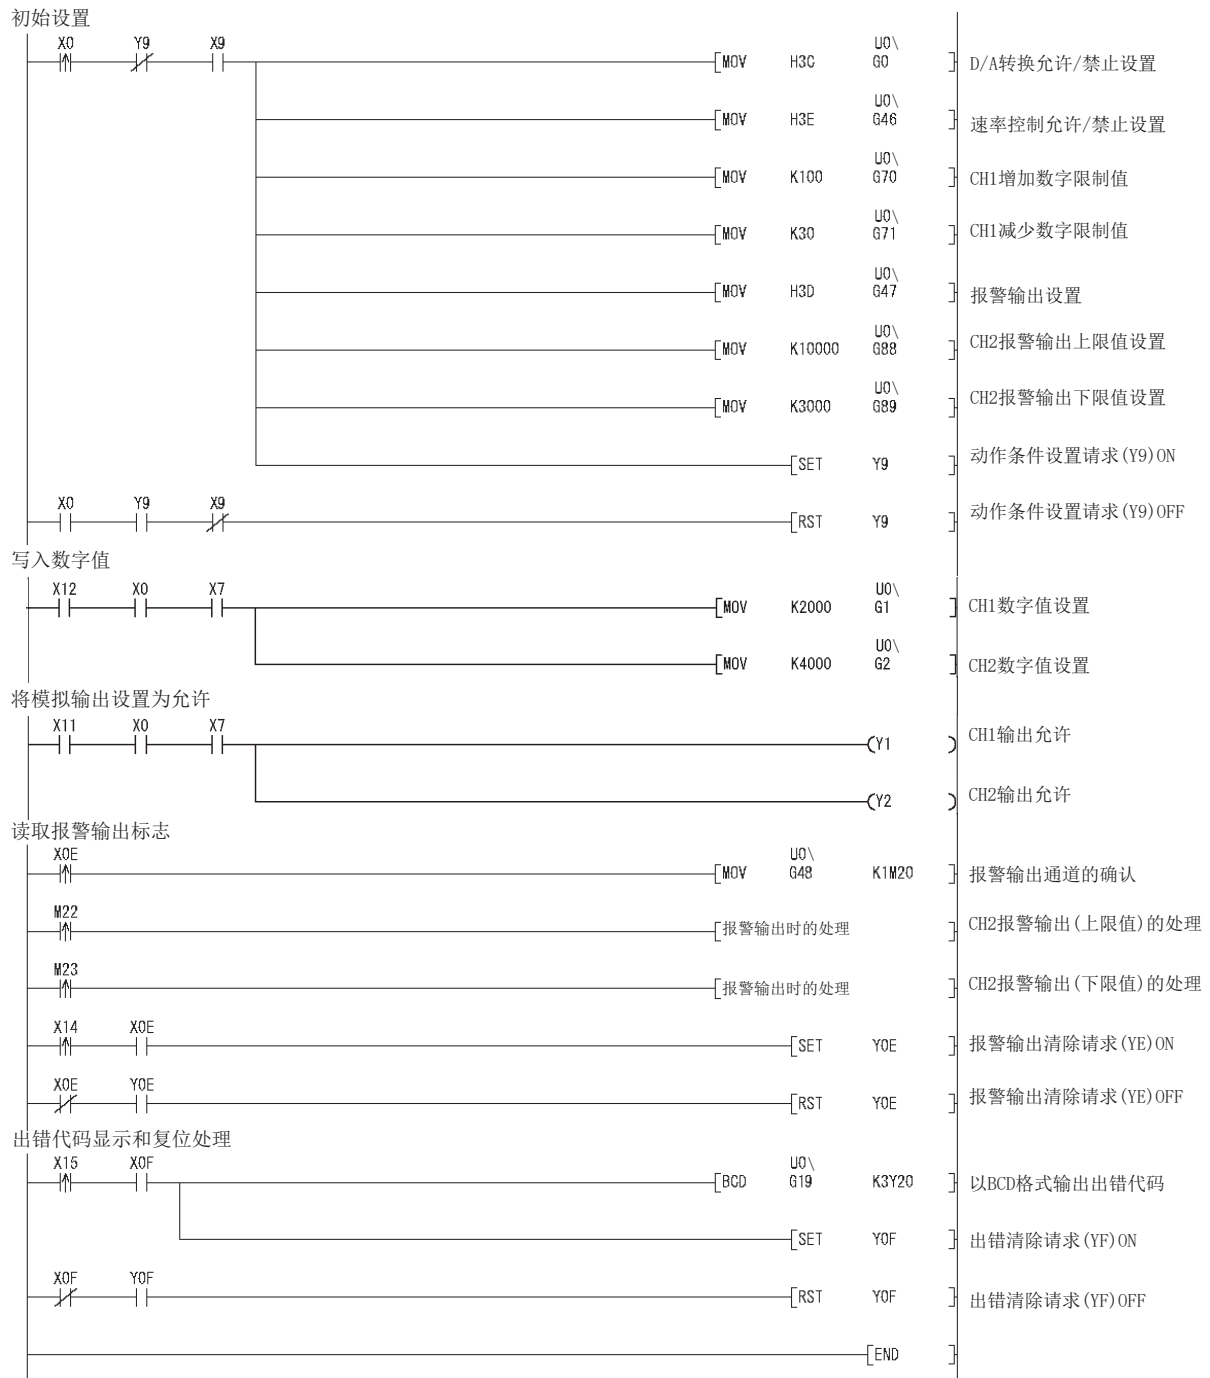 初始设置
X0 Y9 X9 U0\
MOV H3C G0 D/A转换允许/禁止设置
U0\
MOV H3E G46 速率控制允许/禁止设置
U0\
MOV K100 G70 CH1增加数字限制值
U0\
MOV K30 G71 CH1减少数字限制值
U0\
MOV H3D G47 报警输出设置
U0\
MOV K10000 G88 CH2报警输出上限值设置
U0\
MOV K3000 G89 CH2报警输出下限值设置
SET Y9 动作条件设置请求(Y9)ON
X0 Y9 X9
RST Y9 动作条件设置请求(Y9)OFF
写入数字值
X12 X0 X7 U0\
MOV K2000 G1 CH1数字值设置
U0\
MOV K4000 G2 CH2数字值设置
将模拟输出设置为允许
X11 X0 X7
Y1 CH1输出允许
Y2 CH2输出允许
读取报警输出标志
X0E U0\
MOV G48 K1M20 报警输出通道的确认
M22
报警输出时的处理 CH2报警输出(上限值)的处理
M23
报警输出时的处理 CH2报警输出(下限值)的处理
X14 X0E
SET Y0E 报警输出清除请求(YE)ON
X0E Y0E
RST Y0E 报警输出清除请求(YE)OFF
出错代码显示和复位处理
X15 X0F U0\
BCD G19 K3Y20 以BCD格式输出出错代码
SET Y0F 出错清除请求(YF)ON
X0F Y0F
RST Y0F 出错清除请求(YF)OFF
END